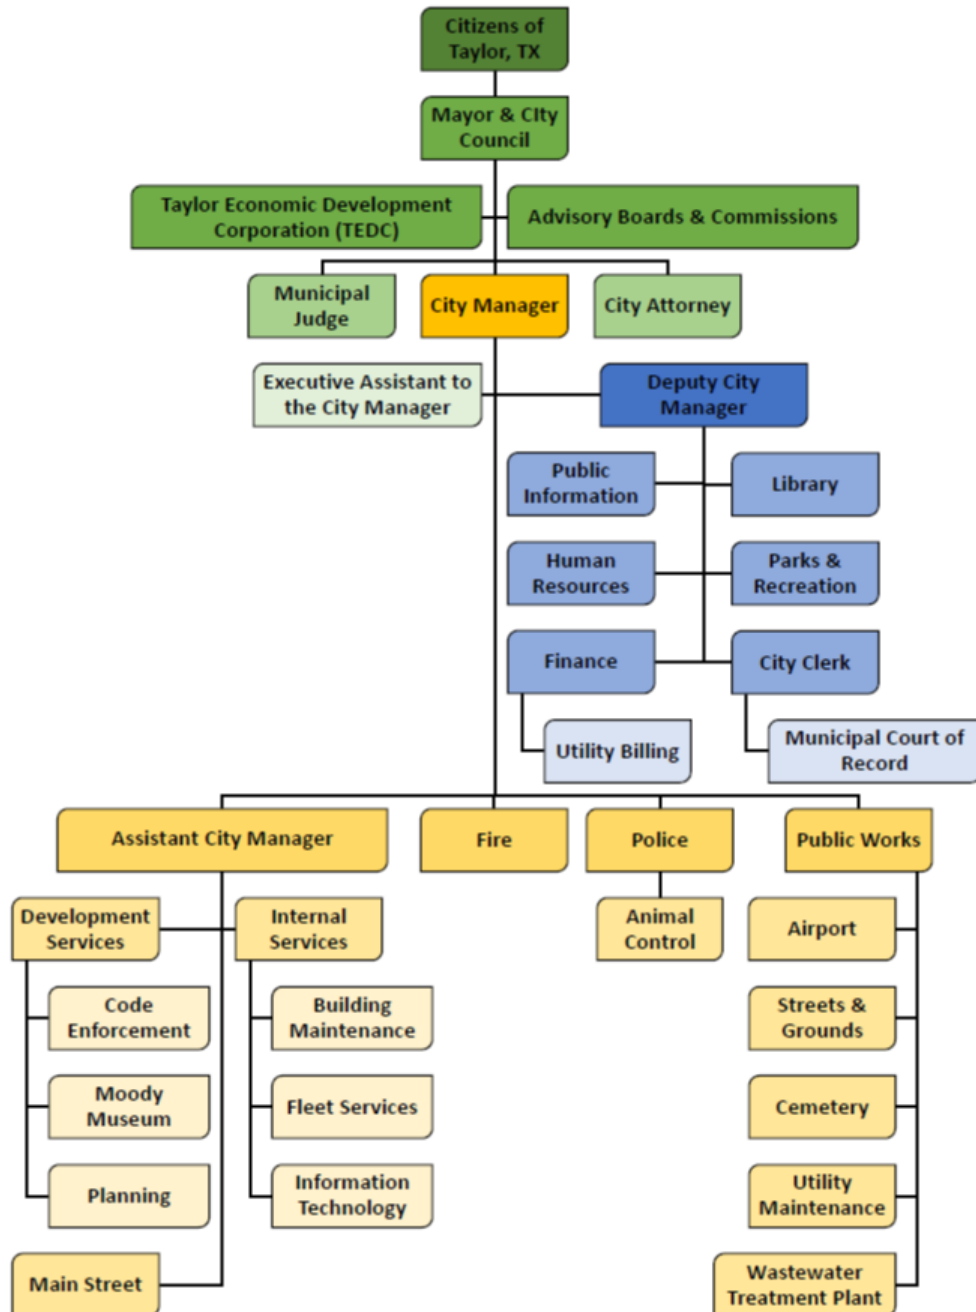 Citizens of
Taylor, TX
Mayor & CIty
Council
Taylor Economic Development
Corporation (TEDC)
Advisory Boards & Commissions
Municipal
Judge
City Manager
City Attorney
Executive Assistant to
the City Manager
Deputy City
Manager
Public
Information
Library
Human
Resources
Parks &
Recreation
Finance
City Clerk
Utility Billing
Municipal Court of
Record
Assistant City Manager
Fire
Police
Public Works
Development
Services
Internal
Services
Animal
Control
Airport
Code
Enforcement
Building
Maintenance
Streets &
Grounds
Moody
Museum
Fleet Services
Cemetery
Planning
Information
Technology
Utility
Maintenance
Main Street
Wastewater
Treatment Plant